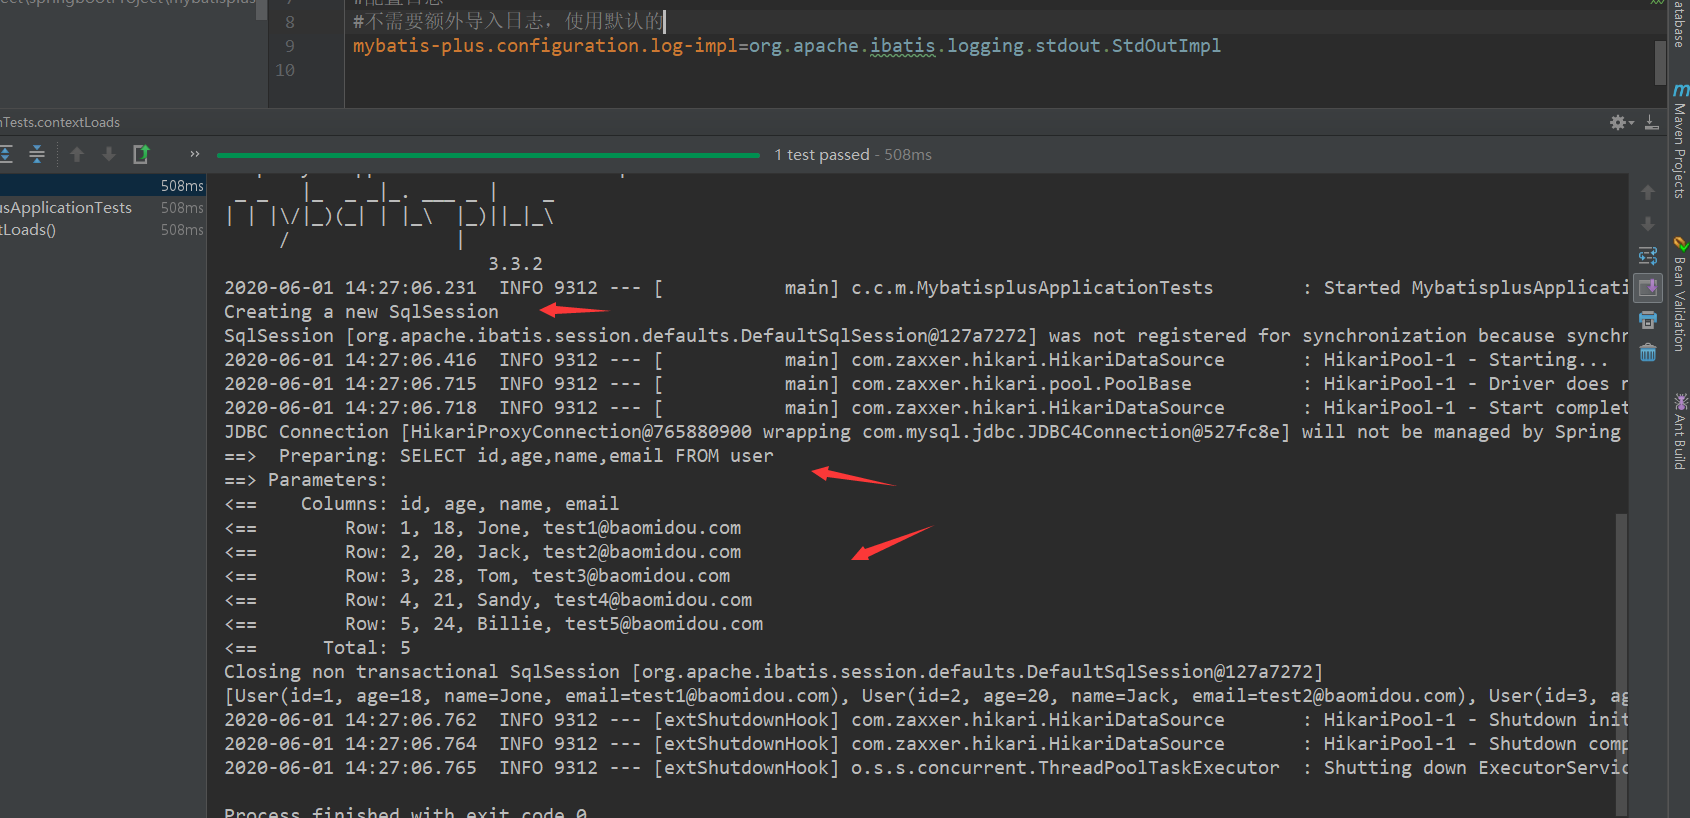 7 #配置日志
8 #不需要额外导入日志，使用默认的
9 mybatis-plus.configuration.log-impl=org.apache.ibatis.logging.stdout.StdOutImpl
10
nTests.contextLoads
1 test passed - 508ms
508ms
usApplicationTests 508ms
tLoads() 508ms
3.3.2
2020-06-01 14:27:06.231  INFO 9312 --- [           main] c.c.m.MybatisplusApplicationTests        : Started MybatisplusApplicati
Creating a new SqlSession
SqlSession [org.apache.ibatis.session.defaults.DefaultSqlSession@127a7272] was not registered for synchronization because synchr
2020-06-01 14:27:06.416  INFO 9312 --- [           main] com.zaxxer.hikari.HikariDataSource       : HikariPool-1 - Starting...
2020-06-01 14:27:06.715  INFO 9312 --- [           main] com.zaxxer.hikari.pool.PoolBase          : HikariPool-1 - Driver does n
2020-06-01 14:27:06.718  INFO 9312 --- [           main] com.zaxxer.hikari.HikariDataSource       : HikariPool-1 - Start complet
JDBC Connection [HikariProxyConnection@765880900 wrapping com.mysql.jdbc.JDBC4Connection@527fc8e] will not be managed by Spring
==>  Preparing: SELECT id,age,name,email FROM user
==> Parameters:
<==    Columns: id, age, name, email
<==        Row: 1, 18, Jone, test1@baomidou.com
<==        Row: 2, 20, Jack, test2@baomidou.com
<==        Row: 3, 28, Tom, test3@baomidou.com
<==        Row: 4, 21, Sandy, test4@baomidou.com
<==        Row: 5, 24, Billie, test5@baomidou.com
<==      Total: 5
Closing non transactional SqlSession [org.apache.ibatis.session.defaults.DefaultSqlSession@127a7272]
[User(id=1, age=18, name=Jone, email=test1@baomidou.com), User(id=2, age=20, name=Jack, email=test2@baomidou.com), User(id=3, ag
2020-06-01 14:27:06.762  INFO 9312 --- [extShutdownHook] com.zaxxer.hikari.HikariDataSource       : HikariPool-1 - Shutdown init
2020-06-01 14:27:06.764  INFO 9312 --- [extShutdownHook] com.zaxxer.hikari.HikariDataSource       : HikariPool-1 - Shutdown comp
2020-06-01 14:27:06.765  INFO 9312 --- [extShutdownHook] o.s.s.concurrent.ThreadPoolTaskExecutor  : Shutting down ExecutorServic
Process finished with exit code 0
atabase
m Maven Projects
Bean Validation
Ant Build